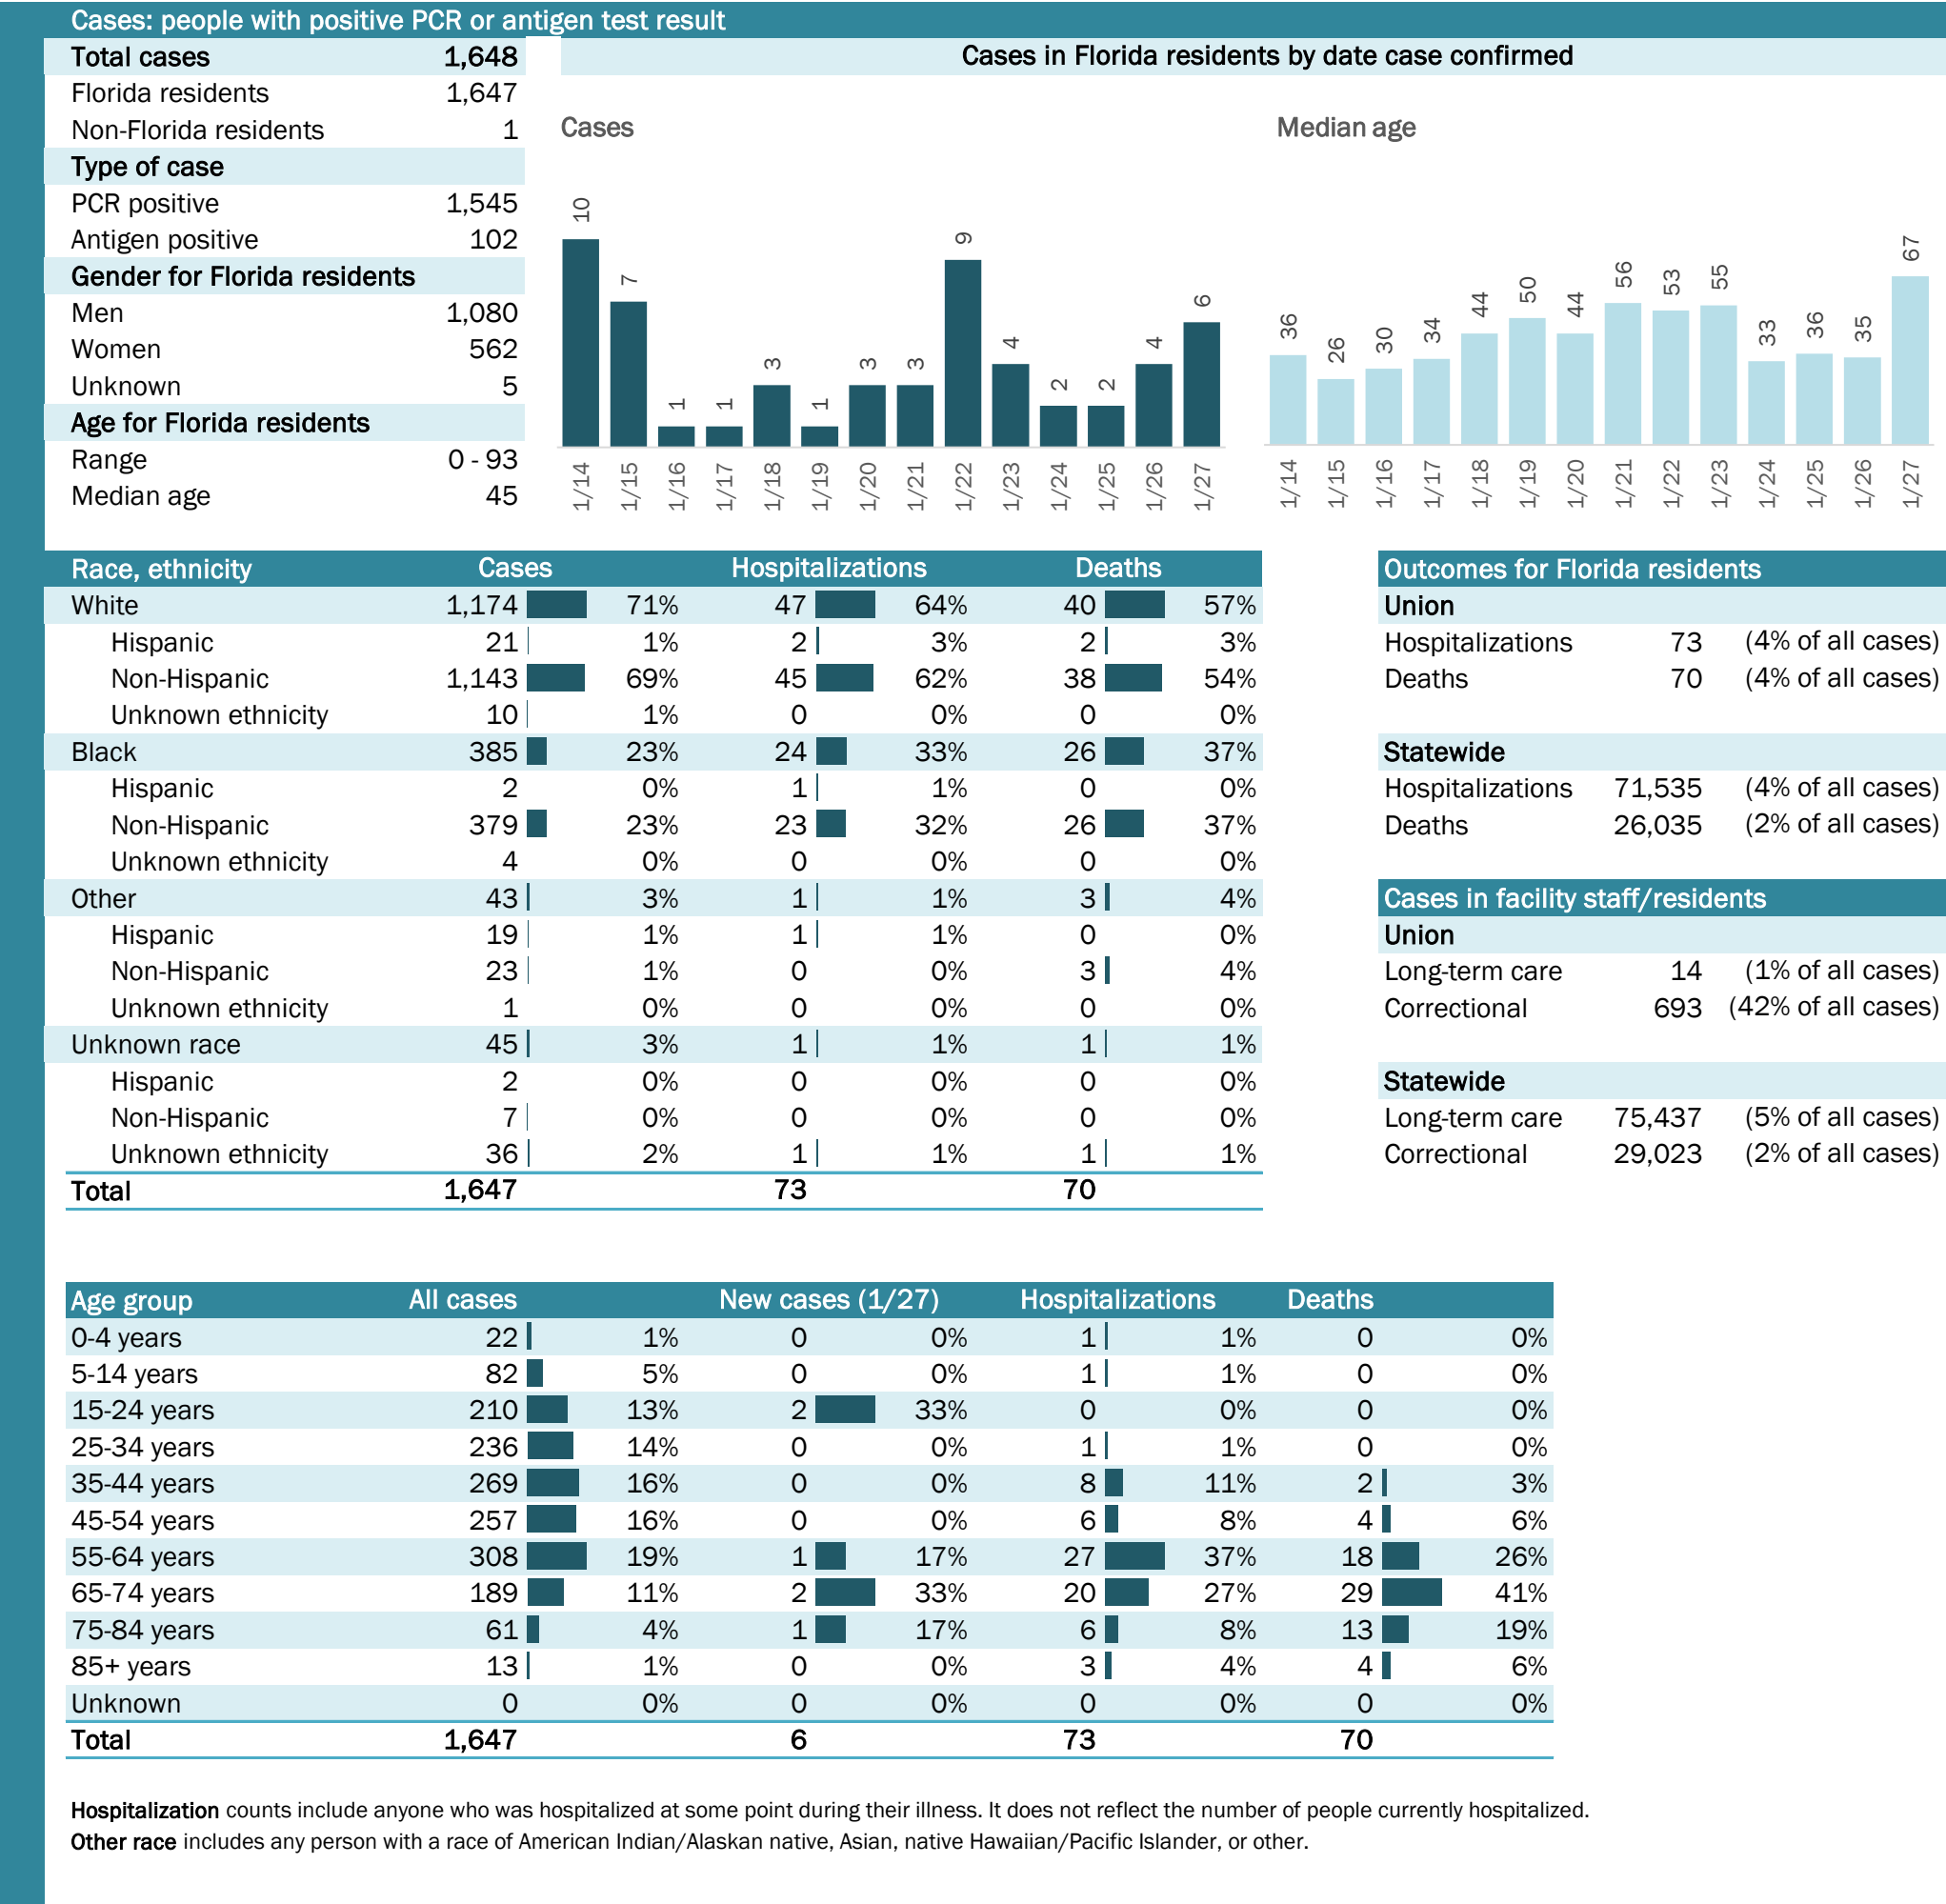 Cases: people with positive PCR or antigen test result
Total cases 1,648
Florida residents 1,647
Non-Florida residents 1
Type of case
PCR positive 1,545
Antigen positive 102
Gender for Florida residents
Men 1,080
Women 562
Unknown 5
Age for Florida residents
Range 0 - 93
Median age 45
Cases in Florida residents by date case confirmed
Cases
10 7 1 1 3 1 3 3 9 4 2 2 4 6
1/14 1/15 1/16 1/17 1/18 1/19 1/20 1/21 1/22 1/23 1/24 1/25 1/26 1/27
Median age
36 26 30 34 44 50 44 56 53 55 33 36 35 67
1/14 1/15 1/16 1/17 1/18 1/19 1/20 1/21 1/22 1/23 1/24 1/25 1/26 1/27
Race, ethnicity Cases Hospitalizations Deaths
White 1,174 71% 47 64% 40 57%
Hispanic 21 1% 2 3% 2 3%
Non-Hispanic 1,143 69% 45 62% 38 54%
Unknown ethnicity 10 1% 0 0% 0 0%
Black 385 23% 24 33% 26 37%
Hispanic 2 0% 1 1% 0 0%
Non-Hispanic 379 23% 23 32% 26 37%
Unknown ethnicity 4 0% 0 0% 0 0%
Other 43 3% 1 1% 3 4%
Hispanic 19 1% 1 1% 0 0%
Non-Hispanic 23 1% 0 0% 3 4%
Unknown ethnicity 1 0% 0 0% 0 0%
Unknown race 45 3% 1 1% 1 1%
Hispanic 2 0% 0 0% 0 0%
Non-Hispanic 7 0% 0 0% 0 0%
Unknown ethnicity 36 2% 1 1% 1 1%
Total 1,647 73 70
Outcomes for Florida residents
Union
Hospitalizations 73 (4% of all cases)
Deaths 70 (4% of all cases)
Statewide
Hospitalizations 71,535 (4% of all cases)
Deaths 26,035 (2% of all cases)
Cases in facility staff/residents
Union
Long-term care 14 (1% of all cases)
Correctional 693 (42% of all cases)
Statewide
Long-term care 75,437 (5% of all cases)
Correctional 29,023 (2% of all cases)
Age group All cases New cases (1/27) Hospitalizations Deaths
0-4 years 22 1% 0 0% 1 1% 0 0%
5-14 years 82 5% 0 0% 1 1% 0 0%
15-24 years 210 13% 2 33% 0 0% 0 0%
25-34 years 236 14% 0 0% 1 1% 0 0%
35-44 years 269 16% 0 0% 8 11% 2 3%
45-54 years 257 16% 0 0% 6 8% 4 6%
55-64 years 308 19% 1 17% 27 37% 18 26%
65-74 years 189 11% 2 33% 20 27% 29 41%
75-84 years 61 4% 1 17% 6 8% 13 19%
85+ years 13 1% 0 0% 3 4% 4 6%
Unknown 0 0% 0 0% 0 0% 0 0%
Total 1,647 6 73 70
Hospitalization counts include anyone who was hospitalized at some point during their illness. It does not reflect the number of people currently hospitalized.
Other race includes any person with a race of American Indian/Alaskan native, Asian, native Hawaiian/Pacific Islander, or other.